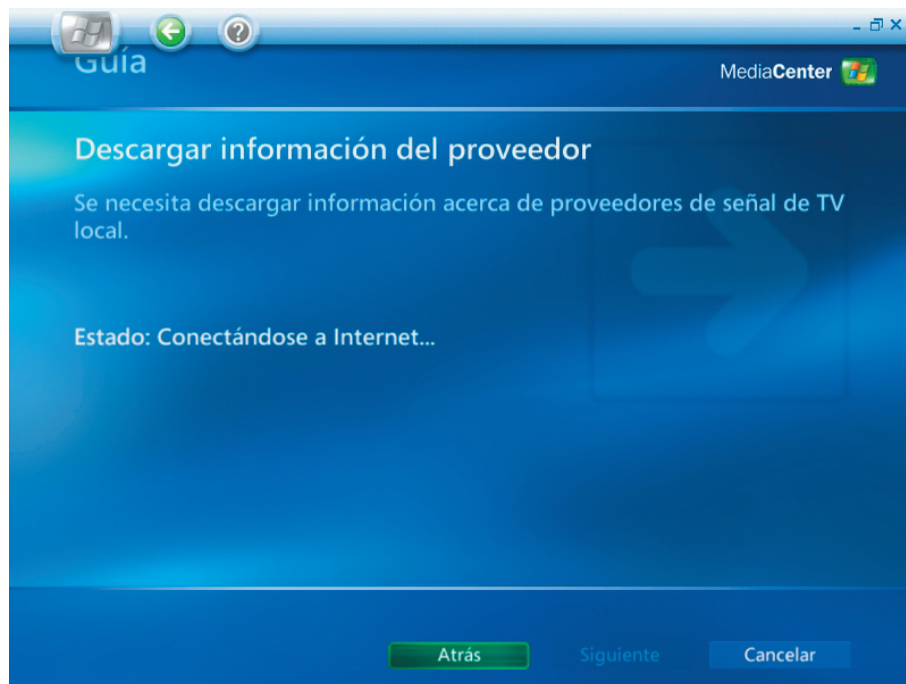 Guía
MediaCenter
Descargar información del proveedor
Se necesita descargar información acerca de proveedores de señal de TV
local.
Estado: Conectándose a Internet...
Atrás Siguiente Cancelar